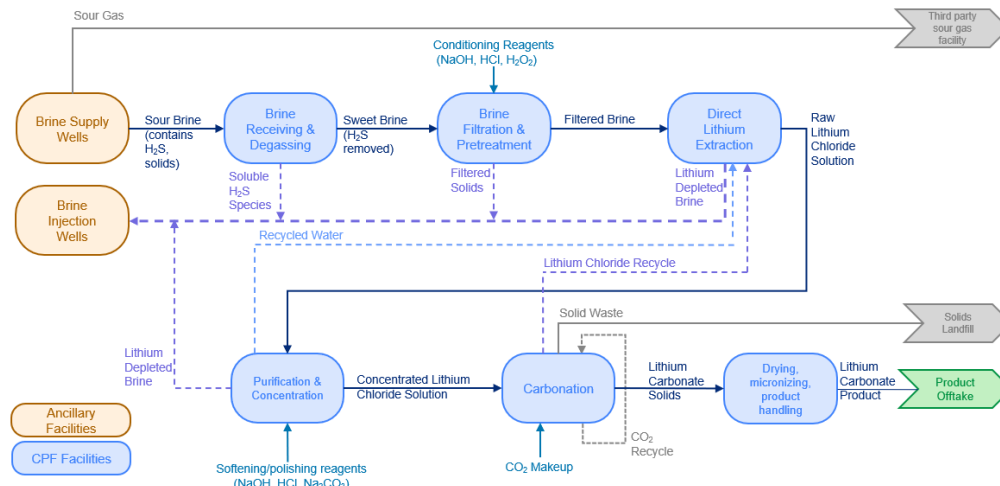 Sour Gas
Third party
sour gas
facility
Conditioning Reagents
(NaOH, HCl, H₂O₂)
Brine Supply
Wells
Sour Brine
(contains
H₂S,
solids)
Brine
Receiving &
Degassing
Sweet Brine
(H₂S
removed)
Brine
Filtration &
Pretreatment
Filtered Brine
Direct
Lithium
Extraction
Raw
Lithium
Chloride
Solution
Soluble
H₂S
Species
Filtered
Solids
Lithium
Depleted
Brine
Brine
Injection
Wells
Recycled Water
Lithium Chloride Recycle
Solid Waste
Solids
Landfill
Lithium
Depleted
Brine
Purification &
Concentration
Concentrated Lithium
Chloride Solution
Carbonation
Lithium
Carbonate
Solids
Drying,
micronizing,
product
handling
Lithium
Carbonate
Product
Product
Offtake
Ancillary
Facilities
CPF Facilities
CO₂
Recycle
CO₂ Makeup
Softening/polishing reagents
(NaOH, HCl, Na₂CO₃)